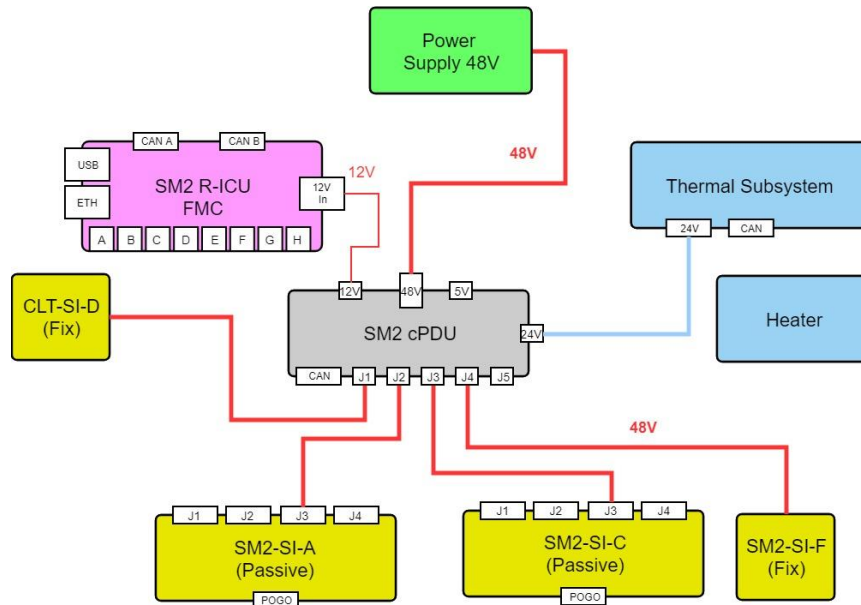 Power
Supply 48V
CAN A
CAN B
USB
ETH
SM2 R-ICU
FMC
12V
In
12V
48V
A
B
C
D
E
F
G
H
Thermal Subsystem
24V
CAN
CLT-SI-D
(Fix)
12V
48V
5V
SM2 cPDU
24V
Heater
CAN
J1
J2
J3
J4
J5
48V
J1
J2
J3
J4
SM2-SI-A
(Passive)
POGO
J1
J2
J3
J4
SM2-SI-C
(Passive)
POGO
SM2-SI-F
(Fix)